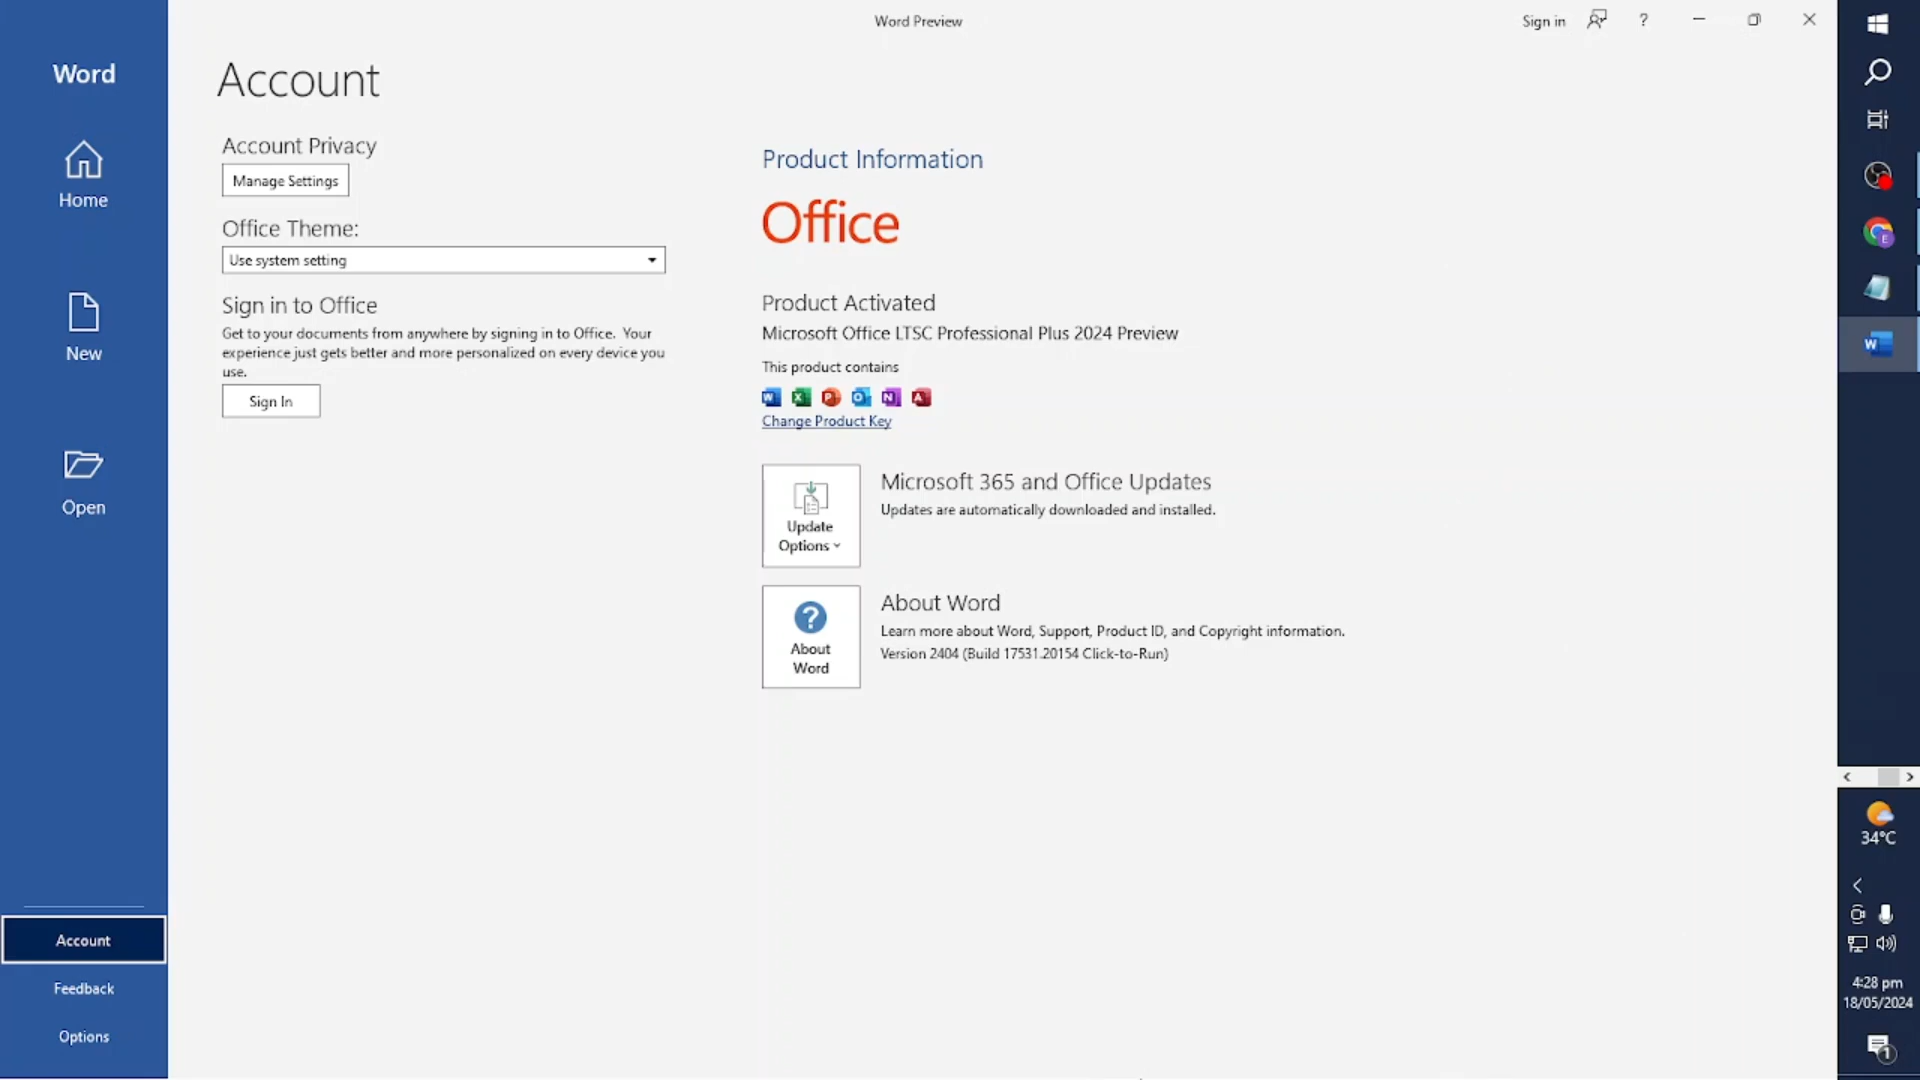 Word Preview
Sign in
?
Word
Home
New
Open
Account
Feedback
Options
Account
Account Privacy
Manage Settings
Office Theme:
Use system setting
Sign in to Office
Get to your documents from anywhere by signing in to Office. Your
experience just gets better and more personalized on every device you
use.
Sign In
Product Information
Office
Product Activated
Microsoft Office LTSC Professional Plus 2024 Preview
This product contains
W X P O N A
Change Product Key
Update
Options
Microsoft 365 and Office Updates
Updates are automatically downloaded and installed.
?
About
Word
About Word
Learn more about Word, Support, Product ID, and Copyright information.
Version 2404 (Build 17531.20154 Click-to-Run)
E
W
34°C
4:28 pm
18/05/2024
1